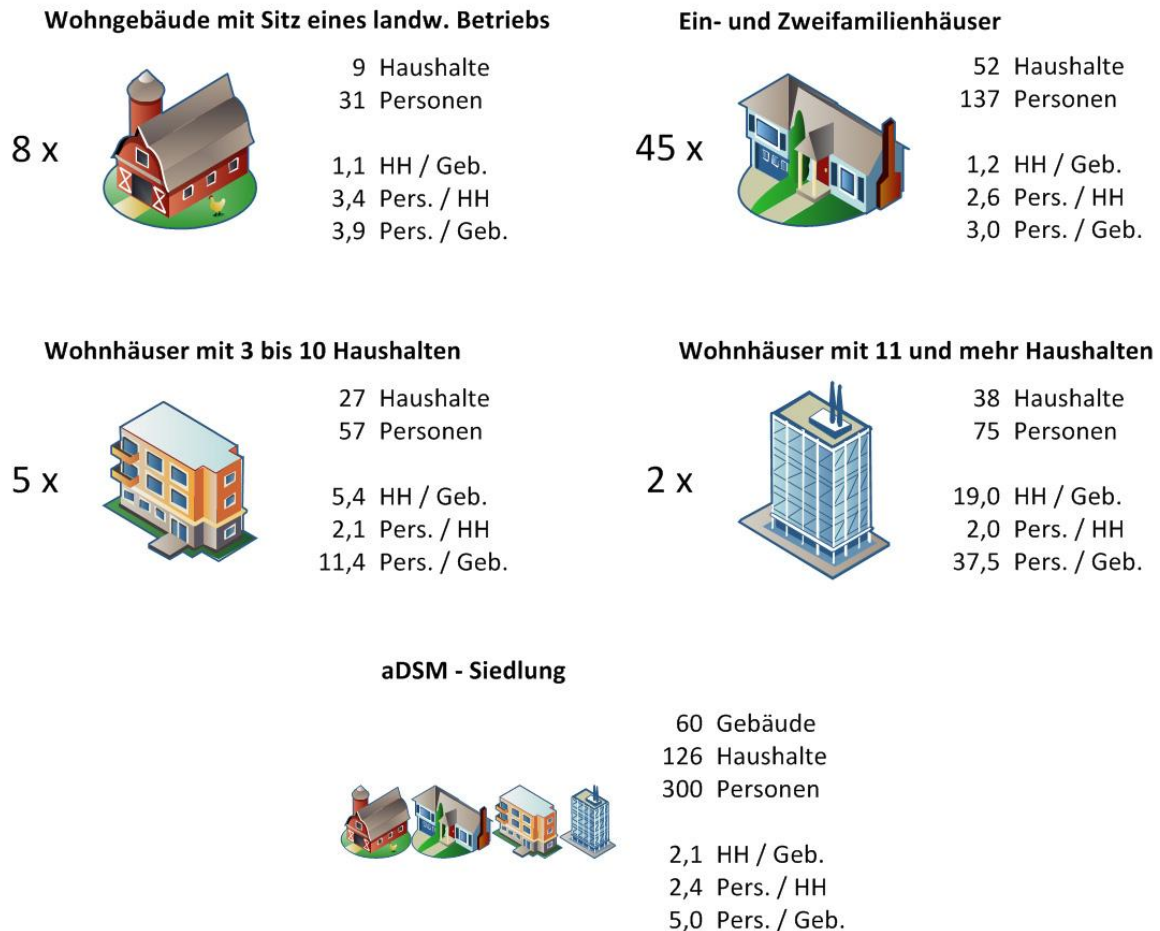 Wohngebäude mit Sitz eines landw. Betriebs
8 x
9 Haushalte
31 Personen
1,1 HH / Geb.
3,4 Pers. / HH
3,9 Pers. / Geb.
Ein- und Zweifamilienhäuser
45 x
52 Haushalte
137 Personen
1,2 HH / Geb.
2,6 Pers. / HH
3,0 Pers. / Geb.
Wohnhäuser mit 3 bis 10 Haushalten
5 x
27 Haushalte
57 Personen
5,4 HH / Geb.
2,1 Pers. / HH
11,4 Pers. / Geb.
Wohnhäuser mit 11 und mehr Haushalten
2 x
38 Haushalte
75 Personen
19,0 HH / Geb.
2,0 Pers. / HH
37,5 Pers. / Geb.
aDSM - Siedlung
60 Gebäude
126 Haushalte
300 Personen
2,1 HH / Geb.
2,4 Pers. / HH
5,0 Pers. / Geb.